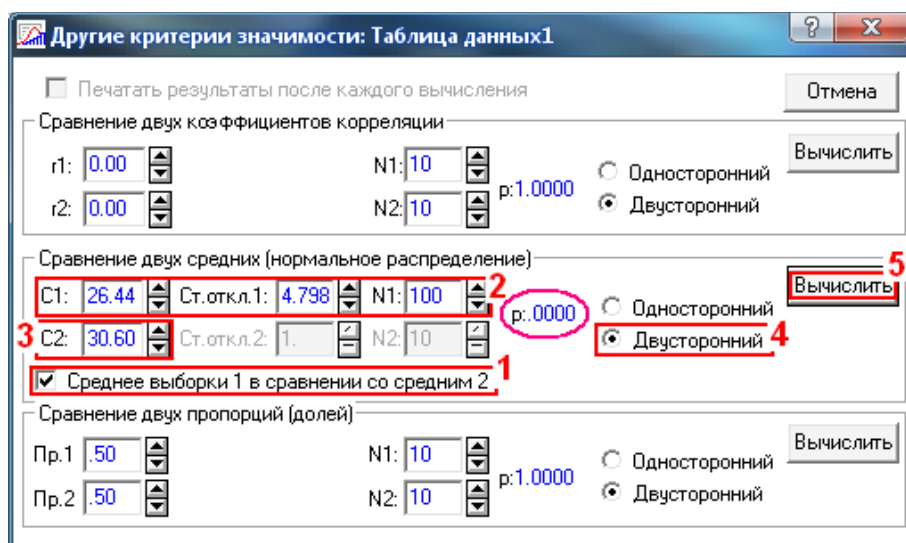 Другие критерии значимости: Таблица данных1
? X
Печатать результаты после каждого вычисления
Отмена
Сравнение двух коэффициентов корреляции
r1: 0.00 N1: 10
r2: 0.00 N2: 10
p:1.0000
Односторонний
Двусторонний
Вычислить
Сравнение двух средних (нормальное распределение)
C1: 26.44 Ст.откл.1: 4.798 N1: 100 2
3 C2: 30.60 Ст.откл.2: 1. N2: 10
p:.0000
Односторонний
Двусторонний 4
5
Вычислить
Среднее выборки 1 в сравнении со средним 2 1
Сравнение двух пропорций (долей)
Пр.1 .50 N1: 10
Пр.2 .50 N2: 10
p:1.0000
Односторонний
Двусторонний
Вычислить